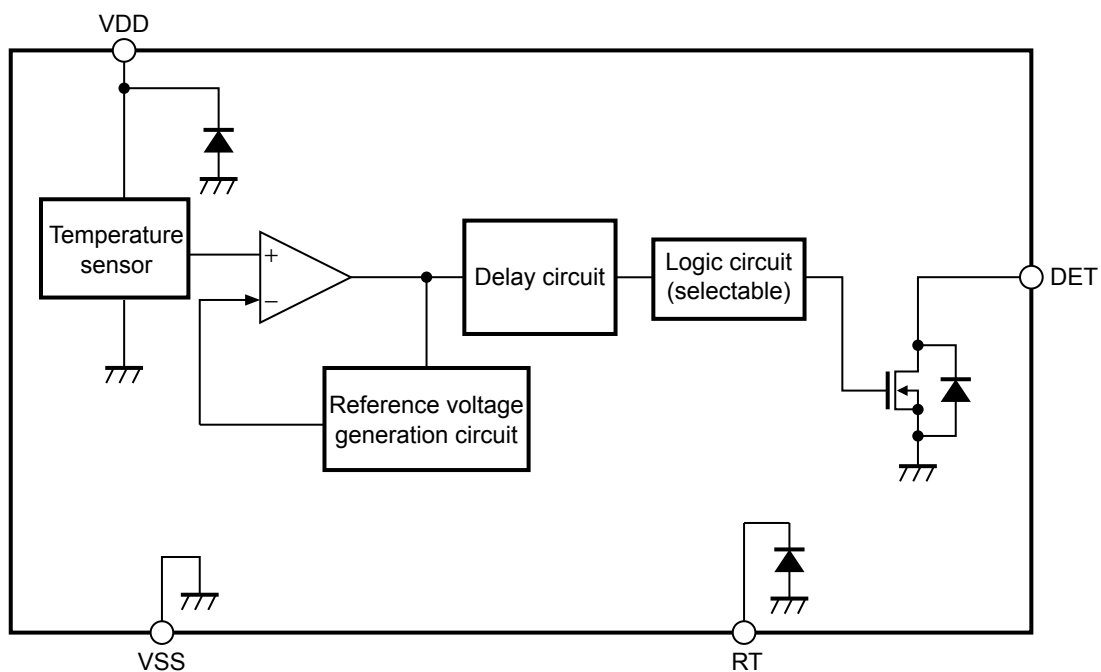 VDD
Temperature
sensor
+
−
Delay circuit
Logic circuit
(selectable)
DET
Reference voltage
generation circuit
VSS
RT